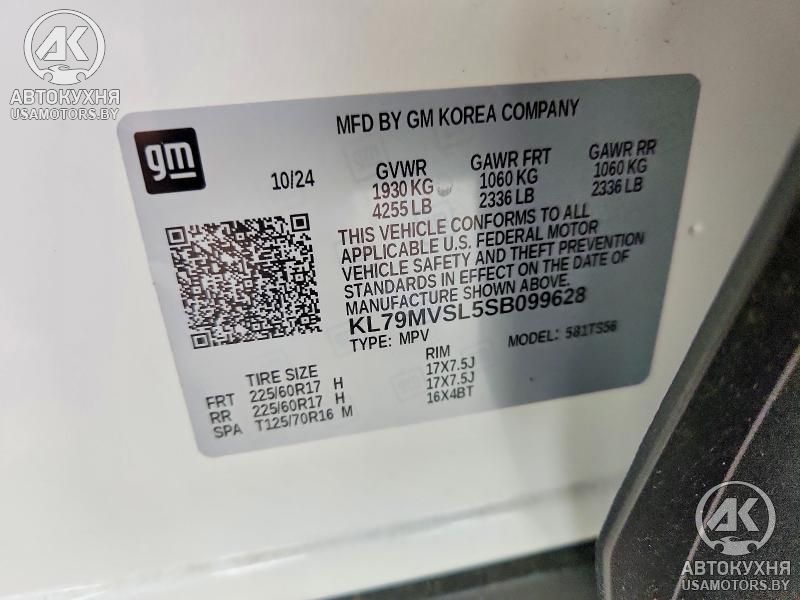 AK
АВТОКУХНЯ
USAMOTORS.BY
gm
MFD BY GM KOREA COMPANY
10/24
GVWR GAWR FRT GAWR RR
1930 KG 1060 KG 1060 KG
4255 LB 2336 LB 2336 LB
THIS VEHICLE CONFORMS TO ALL
APPLICABLE U.S. FEDERAL MOTOR
VEHICLE SAFETY AND THEFT PREVENTION
STANDARDS IN EFFECT ON THE DATE OF
MANUFACTURE SHOWN ABOVE.
KL79MVSL5SB099628
TYPE: MPV MODEL: 581TS56
TIRE SIZE RIM
FRT 225/60R17 H 17X7.5J
RR 225/60R17 H 17X7.5J
SPA T125/70R16 M 16X4BT
AK
АВТОКУХНЯ
USAMOTORS.BY